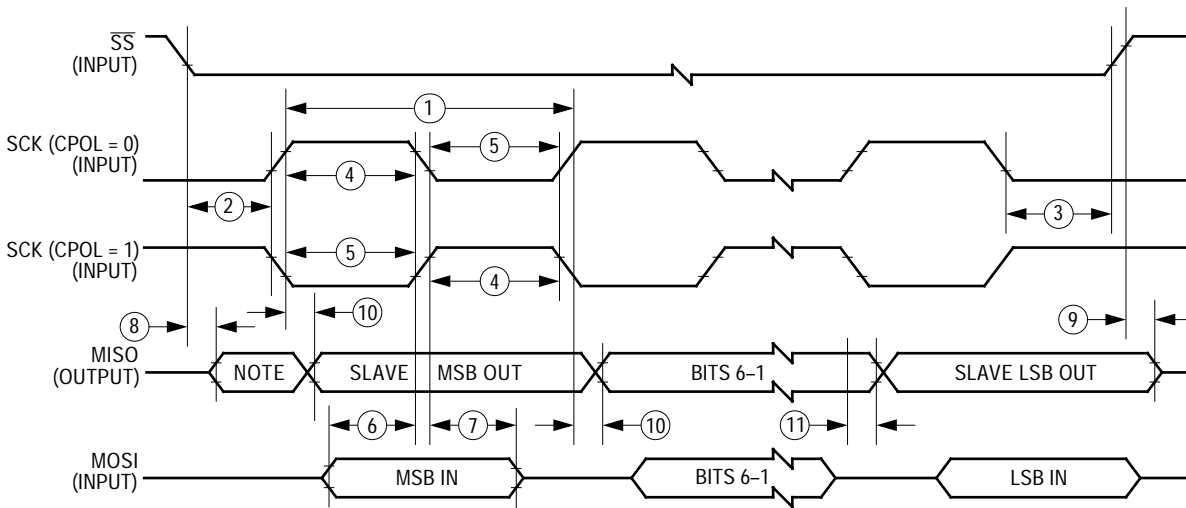 SS
(INPUT)
1
SCK (CPOL = 0)
(INPUT)
5
4
2
3
SCK (CPOL = 1)
(INPUT)
5
4
8
10
9
MISO
(OUTPUT)
NOTE
SLAVE MSB OUT
BITS 6–1
SLAVE LSB OUT
6
7
10
11
MOSI
(INPUT)
MSB IN
BITS 6–1
LSB IN